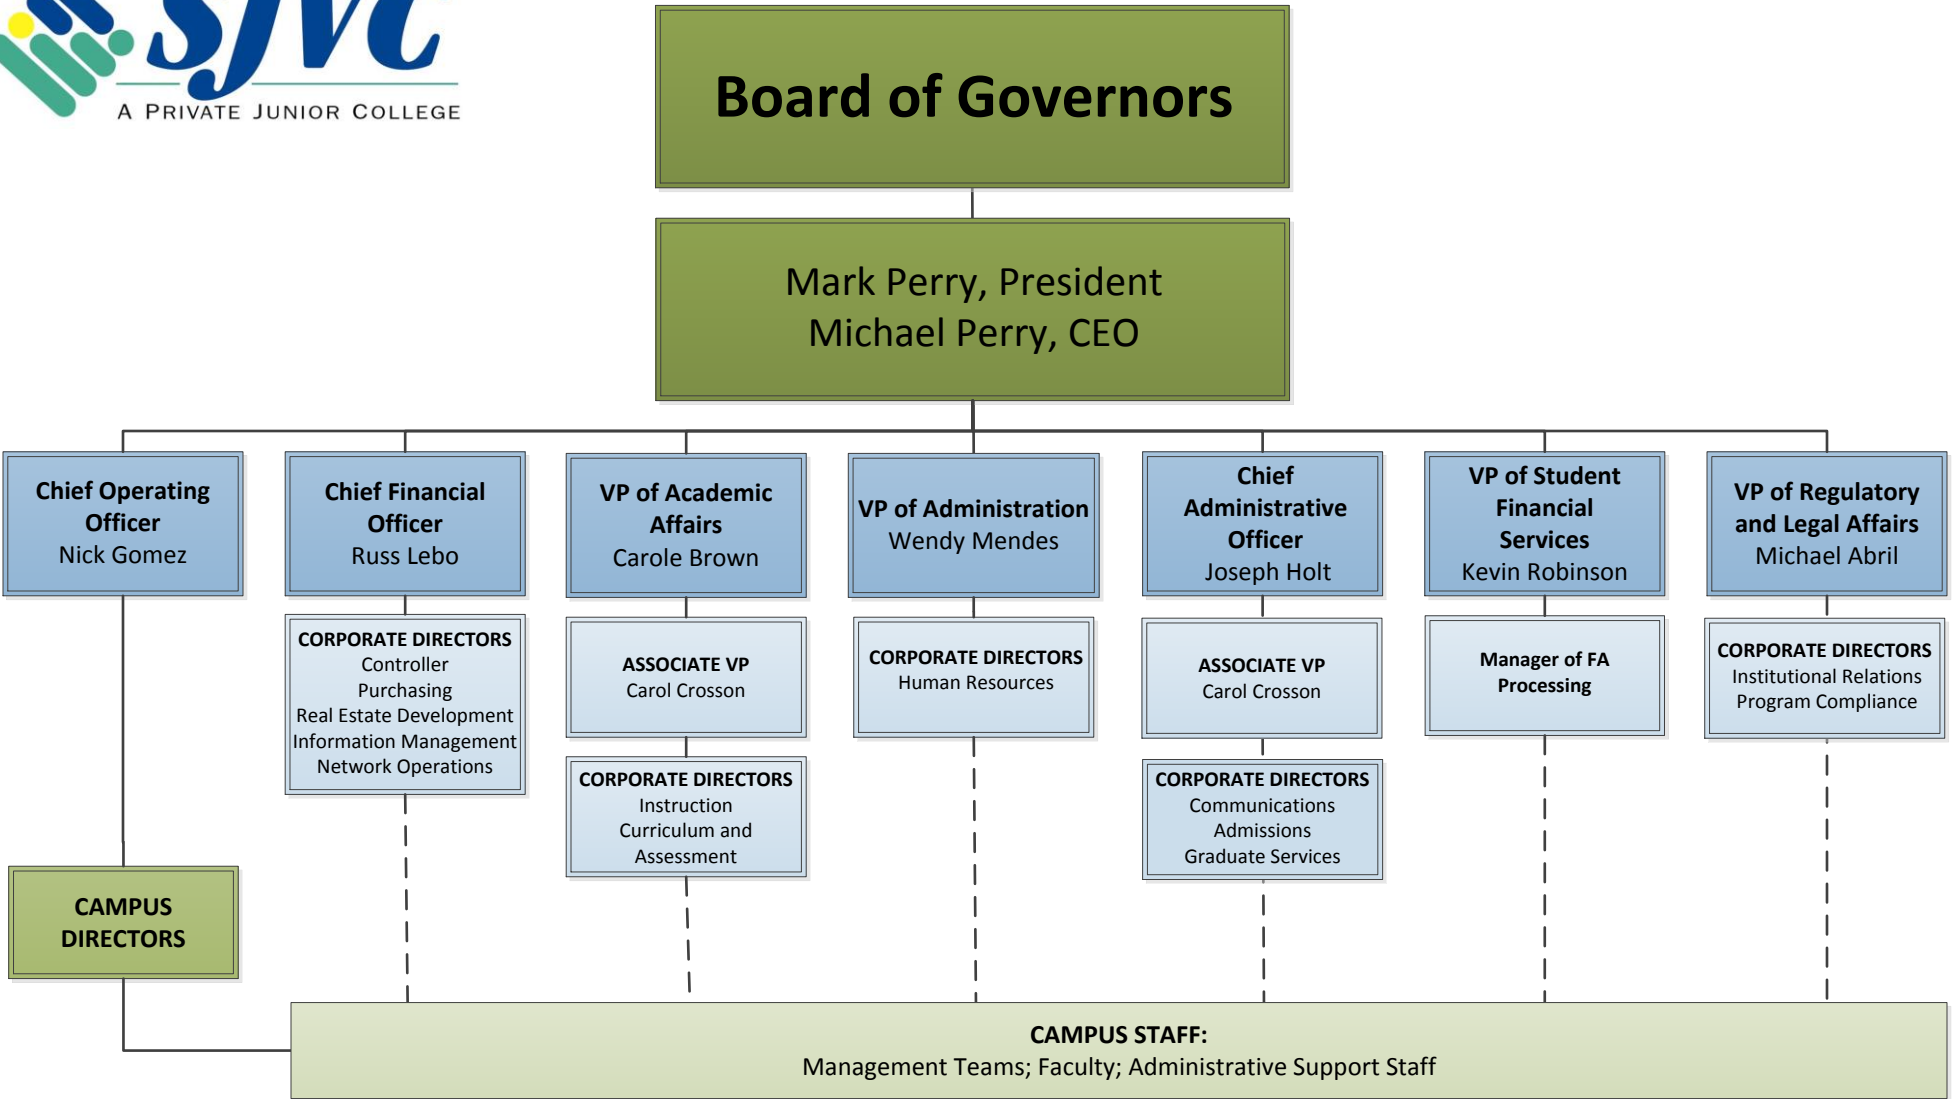 sjvc
A PRIVATE JUNIOR COLLEGE
Board of Governors
Mark Perry, President
Michael Perry, CEO
Chief Operating
Officer
Nick Gomez
Chief Financial
Officer
Russ Lebo
VP of Academic
Affairs
Carole Brown
VP of Administration
Wendy Mendes
Chief
Administrative
Officer
Joseph Holt
VP of Student
Financial
Services
Kevin Robinson
VP of Regulatory
and Legal Affairs
Michael Abril
CORPORATE DIRECTORS
Controller
Purchasing
Real Estate Development
Information Management
Network Operations
ASSOCIATE VP
Carol Crosson
CORPORATE DIRECTORS
Human Resources
ASSOCIATE VP
Carol Crosson
Manager of FA
Processing
CORPORATE DIRECTORS
Institutional Relations
Program Compliance
CORPORATE DIRECTORS
Instruction
Curriculum and
Assessment
CORPORATE DIRECTORS
Communications
Admissions
Graduate Services
CAMPUS
DIRECTORS
CAMPUS STAFF:
Management Teams; Faculty; Administrative Support Staff